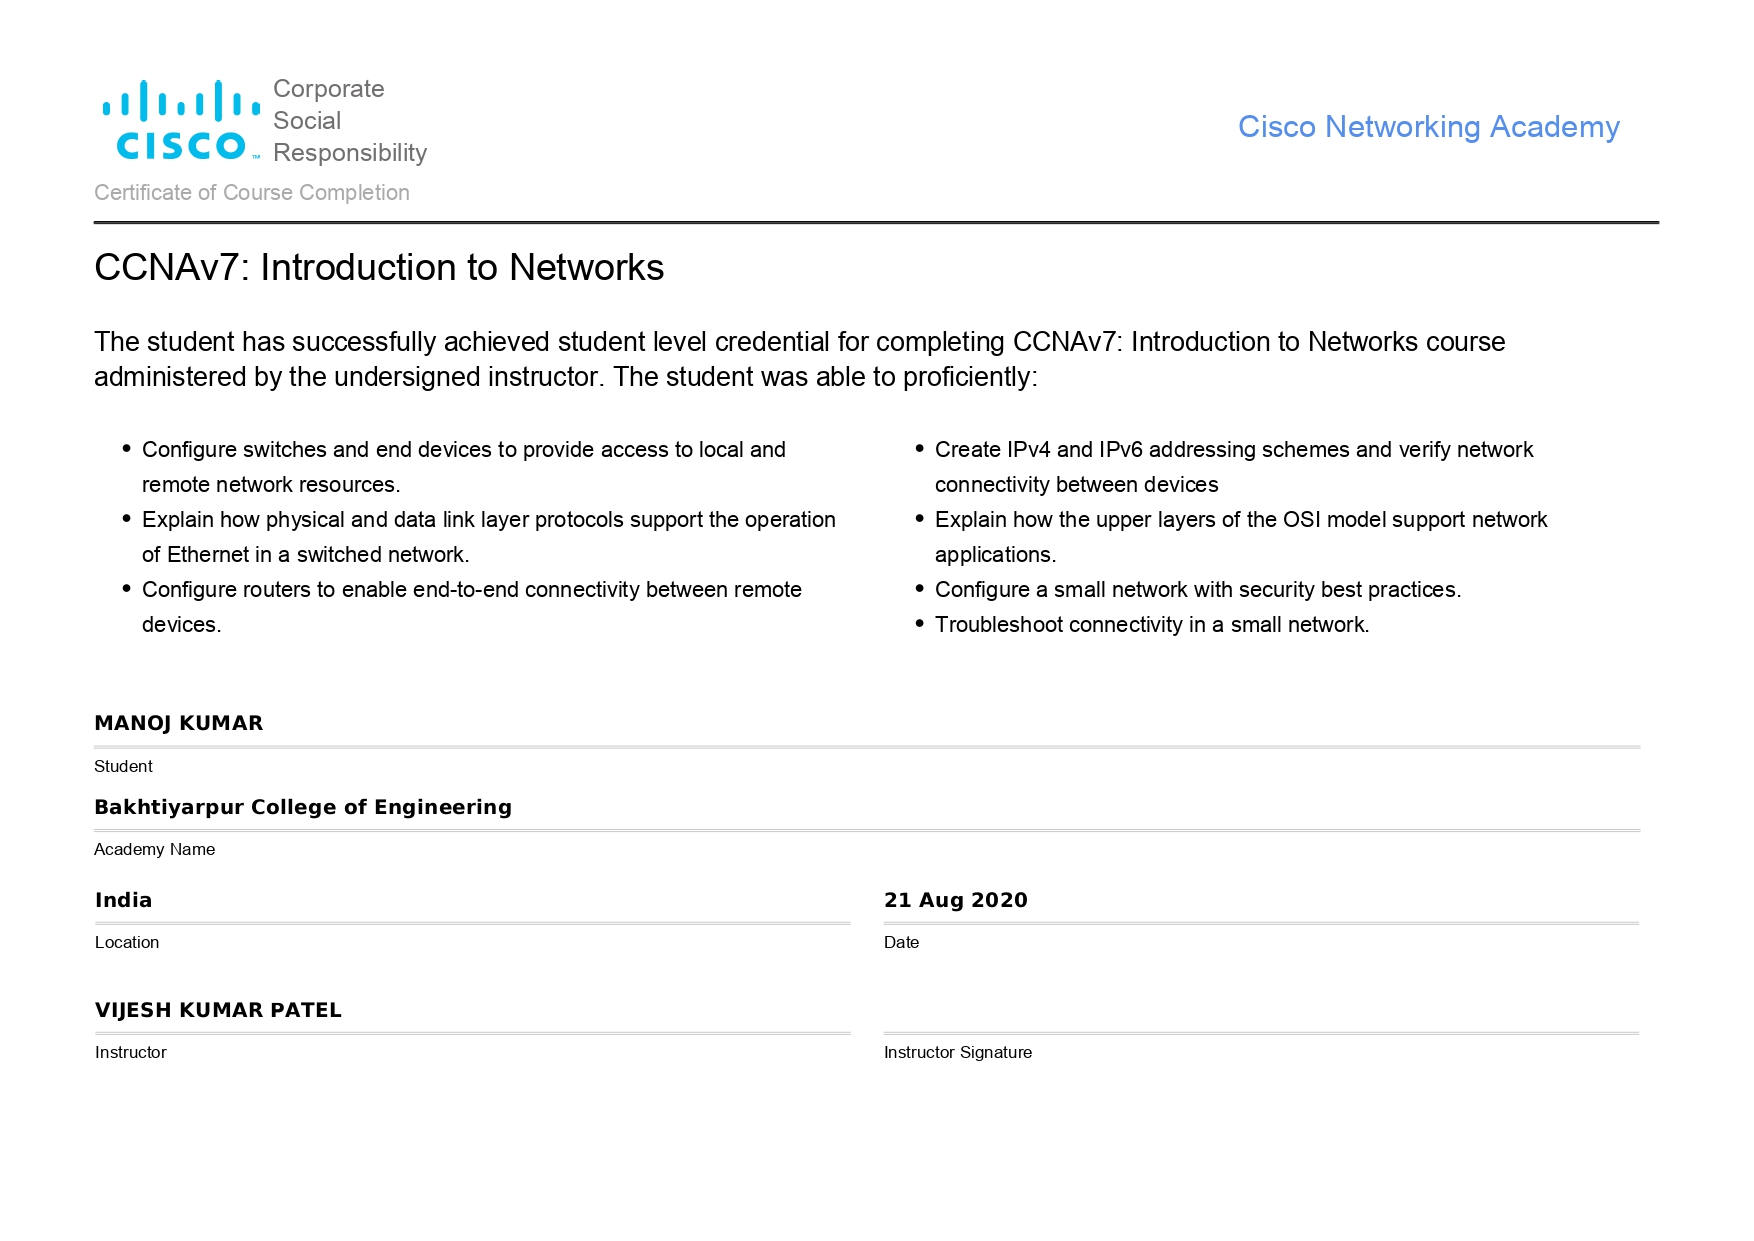 Corporate
Social
Responsibility
CISCO™
Cisco Networking Academy
Certificate of Course Completion
CCNAv7: Introduction to Networks
The student has successfully achieved student level credential for completing CCNAv7: Introduction to Networks course
administered by the undersigned instructor. The student was able to proficiently:
• Configure switches and end devices to provide access to local and
remote network resources.
• Explain how physical and data link layer protocols support the operation
of Ethernet in a switched network.
• Configure routers to enable end-to-end connectivity between remote
devices.
• Create IPv4 and IPv6 addressing schemes and verify network
connectivity between devices
• Explain how the upper layers of the OSI model support network
applications.
• Configure a small network with security best practices.
• Troubleshoot connectivity in a small network.
MANOJ KUMAR
Student
Bakhtiyarpur College of Engineering
Academy Name
India
Location
21 Aug 2020
Date
VIJESH KUMAR PATEL
Instructor
Instructor Signature